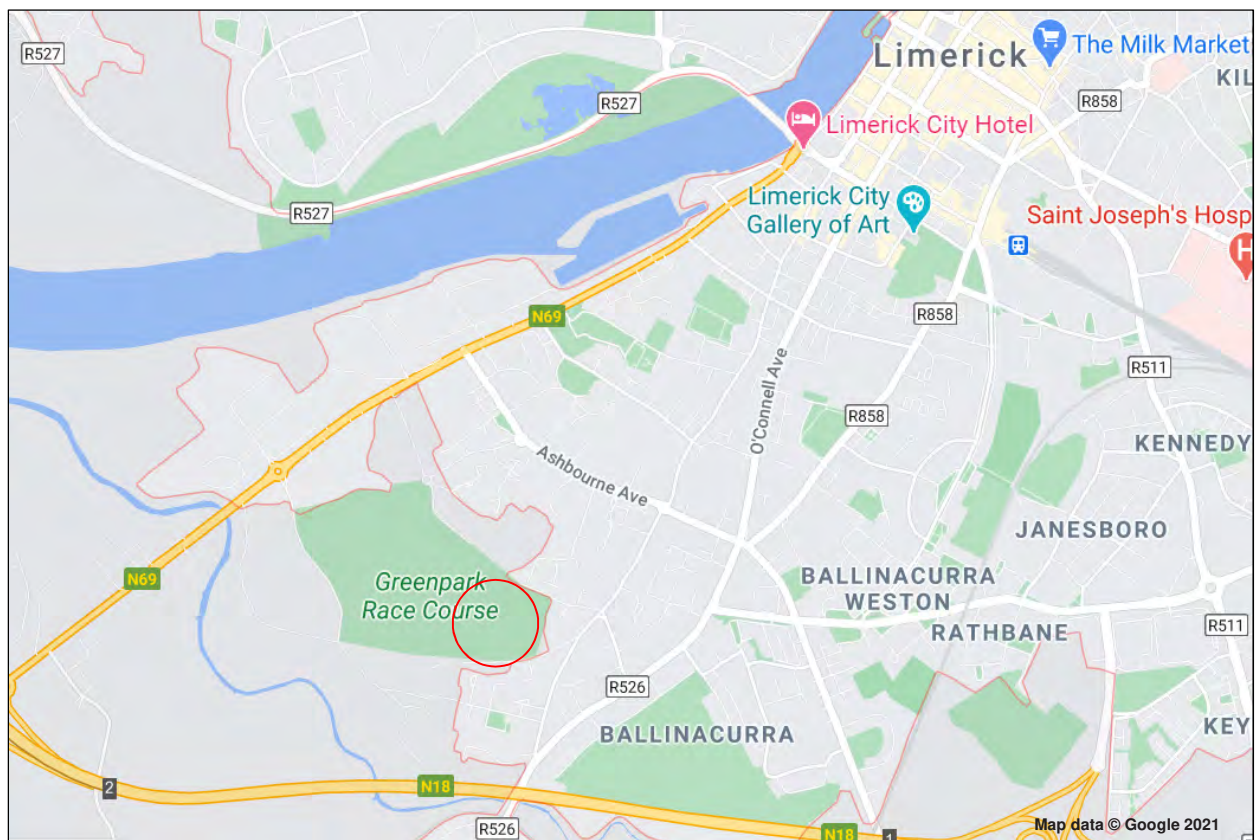 R527
Limerick
The Milk Market
KIL
R527
R858
Limerick City Hotel
R527
Limerick City
Gallery of Art
Saint Joseph's Hosp
H
N69
R858
R511
O'Connell Ave
R858
KENNEDY
Ashbourne Ave
JANESBORO
N69
Greenpark
Race Course
BALLINACURRA
WESTON
RATHBANE
R511
R526
BALLINACURRA
KEY
2
N18
R526
N18
1
Map data © Google 2021